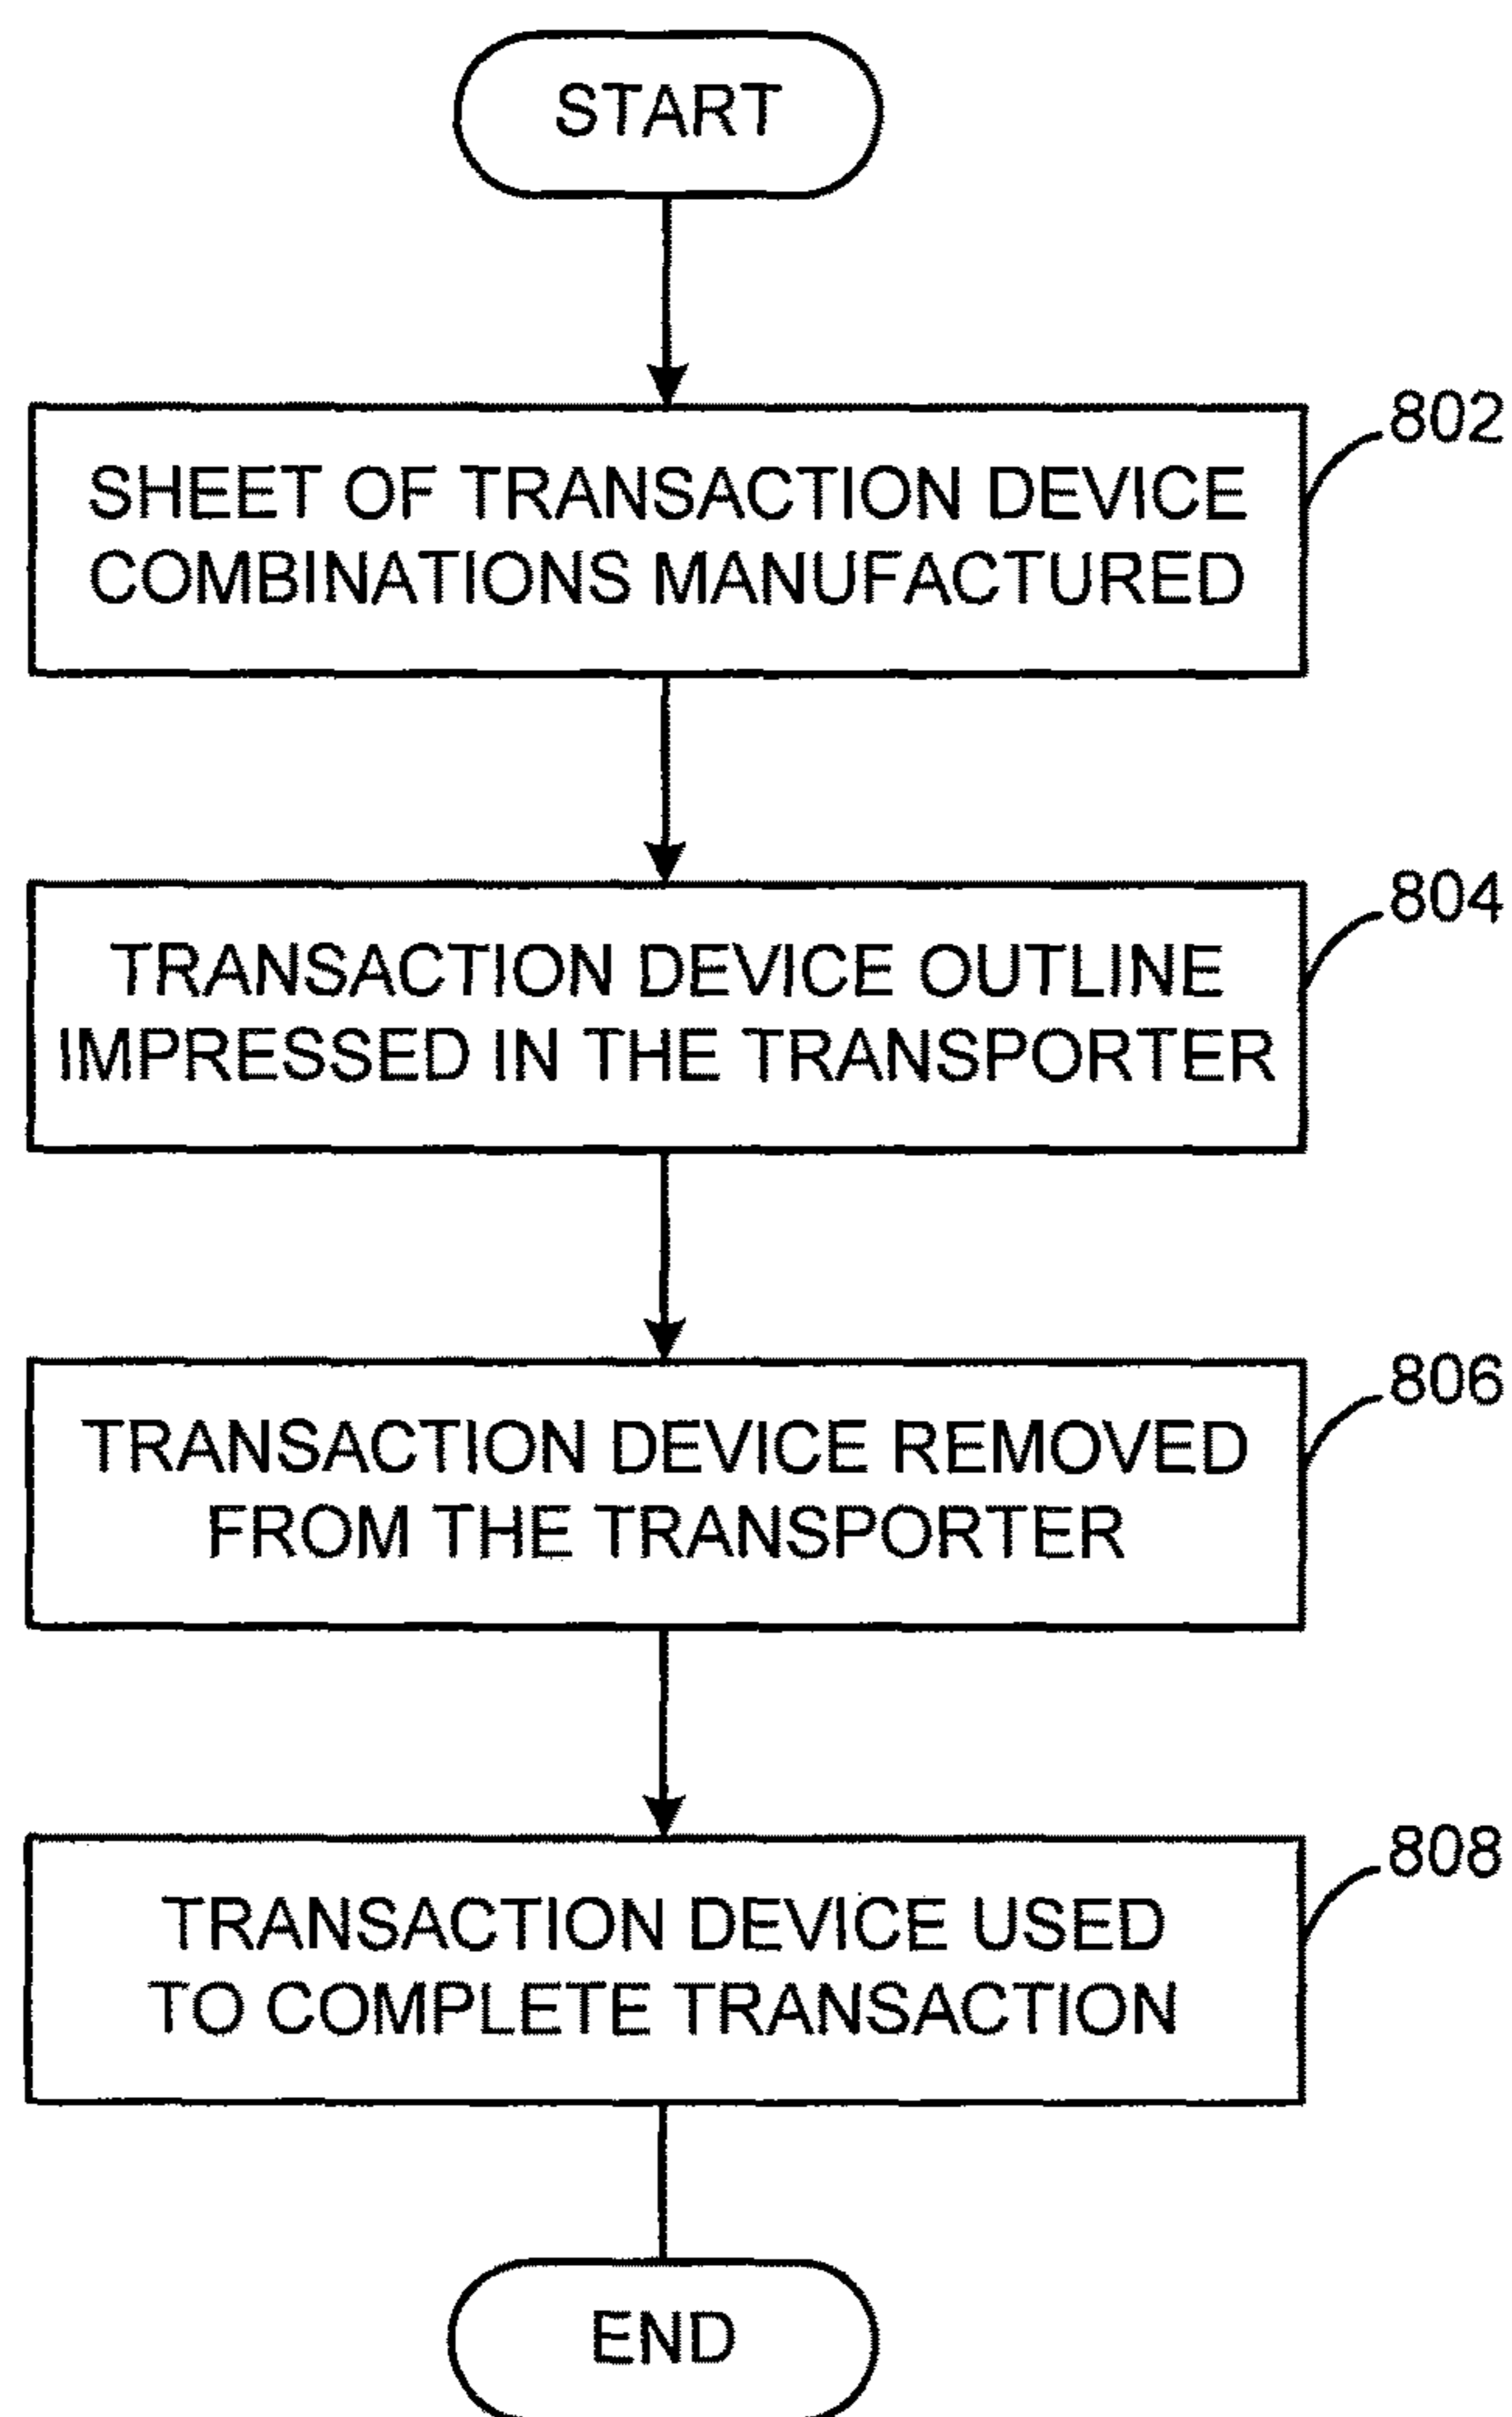 START
802
SHEET OF TRANSACTION DEVICE
COMBINATIONS MANUFACTURED
804
TRANSACTION DEVICE OUTLINE
IMPRESSED IN THE TRANSPORTER
806
TRANSACTION DEVICE REMOVED
FROM THE TRANSPORTER
808
TRANSACTION DEVICE USED
TO COMPLETE TRANSACTION
END